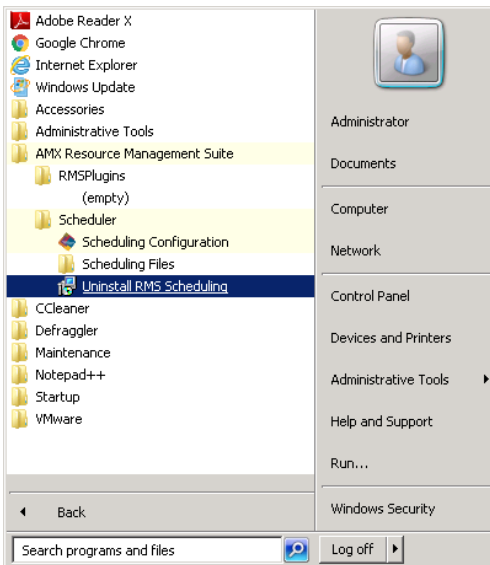 Adobe Reader X
Google Chrome
Internet Explorer
Windows Update
Accessories
Administrative Tools
AMX Resource Management Suite
RMSPlugins
(empty)
Scheduler
Scheduling Configuration
Scheduling Files
Uninstall RMS Scheduling
CCleaner
Defraggler
Maintenance
Notepad++
Startup
VMware
Back
Search programs and files
Administrator
Documents
Computer
Network
Control Panel
Devices and Printers
Administrative Tools
Help and Support
Run...
Windows Security
Log off